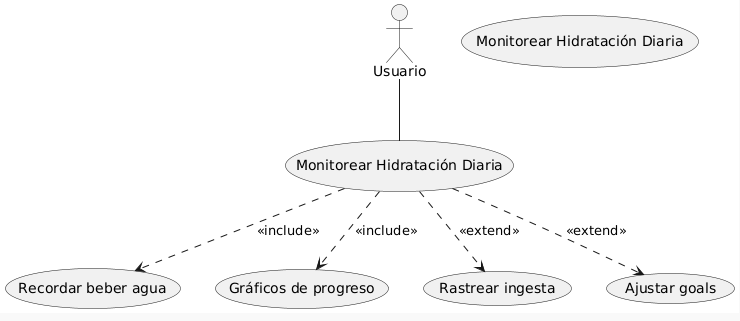 Monitorear Hidratación Diaria
Usuario
Monitorear Hidratación Diaria
«include»
«include»
«extend»
«extend»
Recordar beber agua
Gráficos de progreso
Rastrear ingesta
Ajustar goals